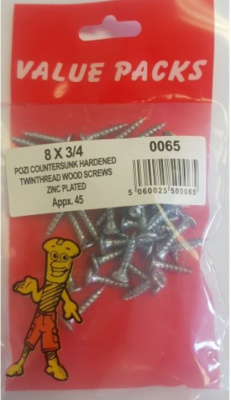 VALUE PACKS
8 X 3/4
0065
POZI COUNTERSUNK HARDENED
TWINTHREAD WOOD SCREWS
ZINC PLATED
Appx. 45
5 060025 500065